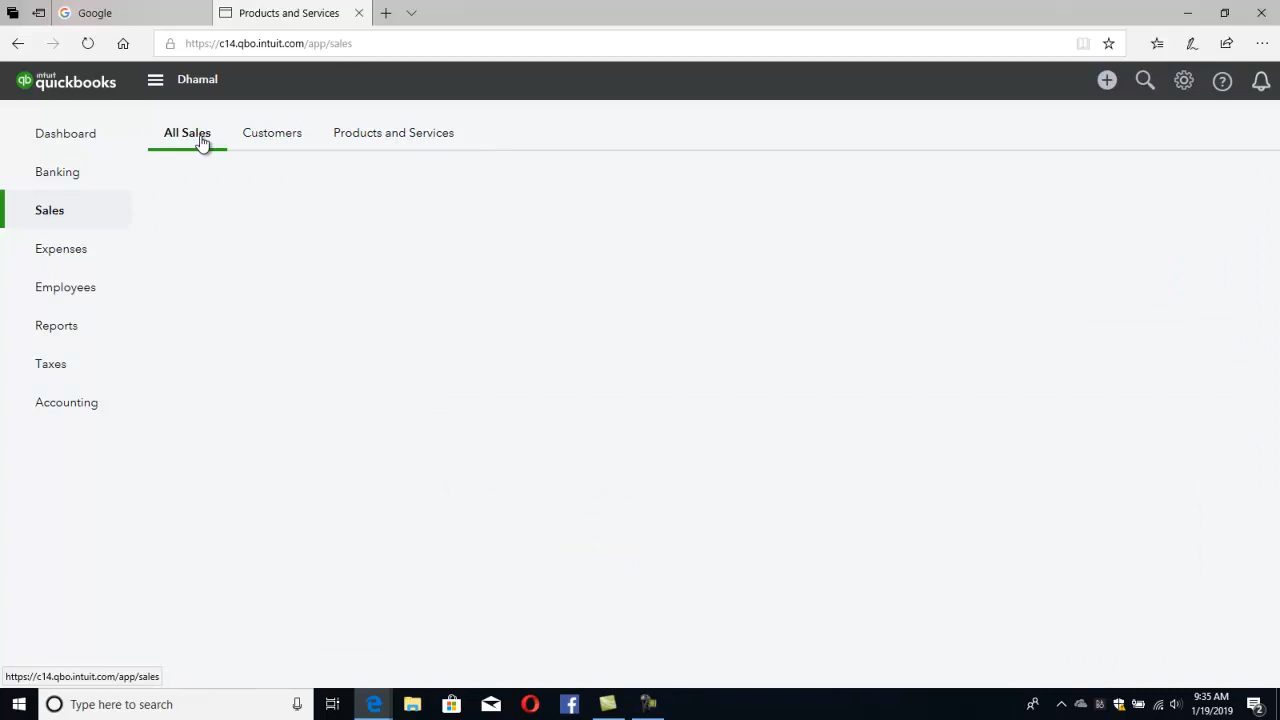 Google
Products and Services
https://c14.qbo.intuit.com/app/sales
qb intuit quickbooks
Dhamal
Dashboard
All Sales
Customers
Products and Services
Banking
Sales
Expenses
Employees
Reports
Taxes
Accounting
https://c14.qbo.intuit.com/app/sales
Type here to search
9:35 AM
1/19/2019
2